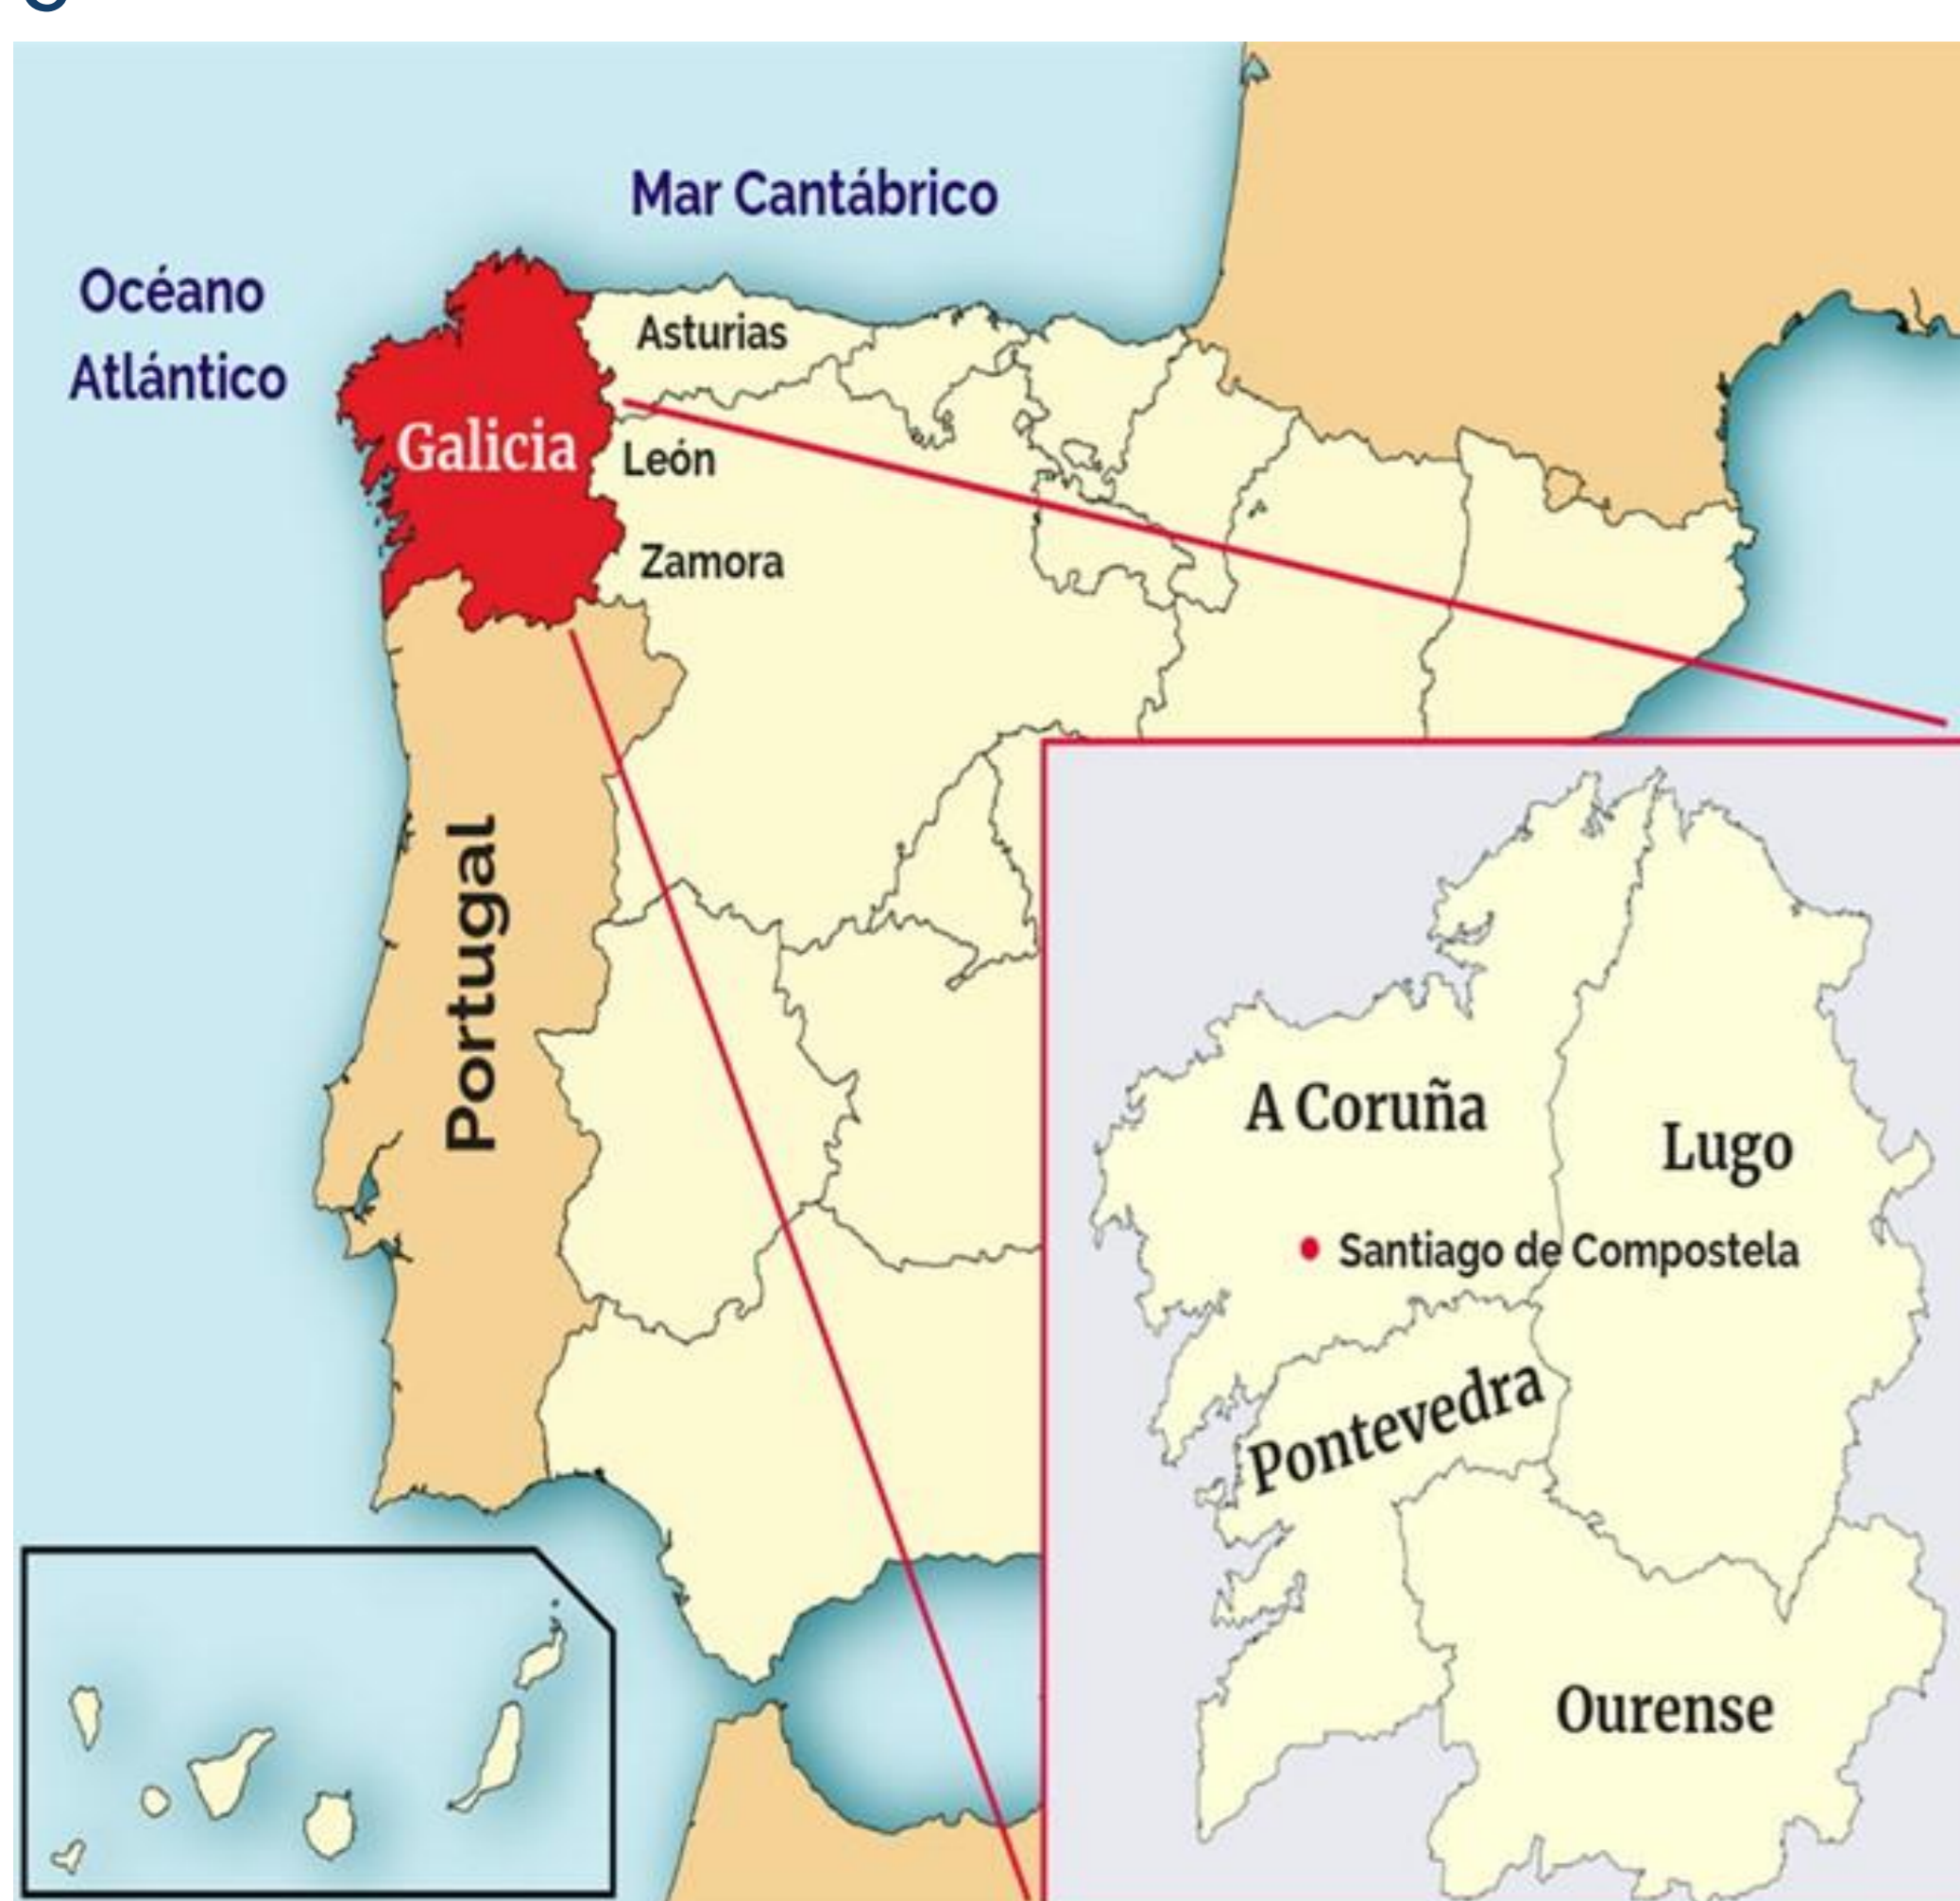 Mar Cantábrico
Océano
Atlántico
Asturias
Galicia
León
Zamora
Portugal
A Coruña
Lugo
Santiago de Compostela
Pontevedra
Ourense